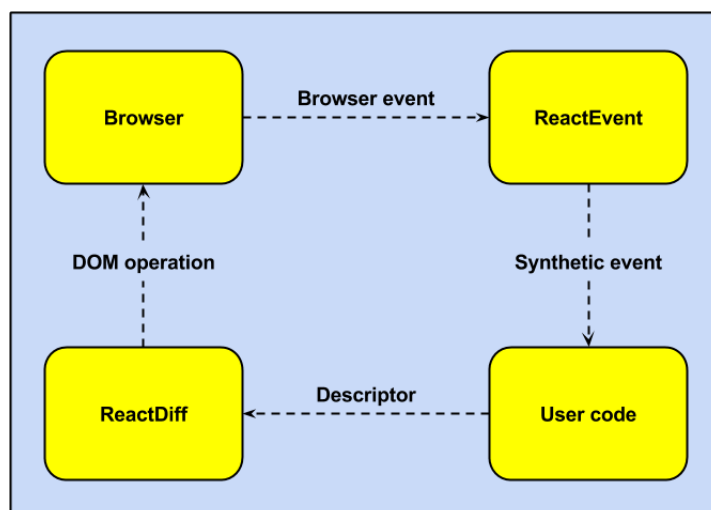 Browser
Browser event
ReactEvent
DOM operation
Synthetic event
ReactDiff
Descriptor
User code